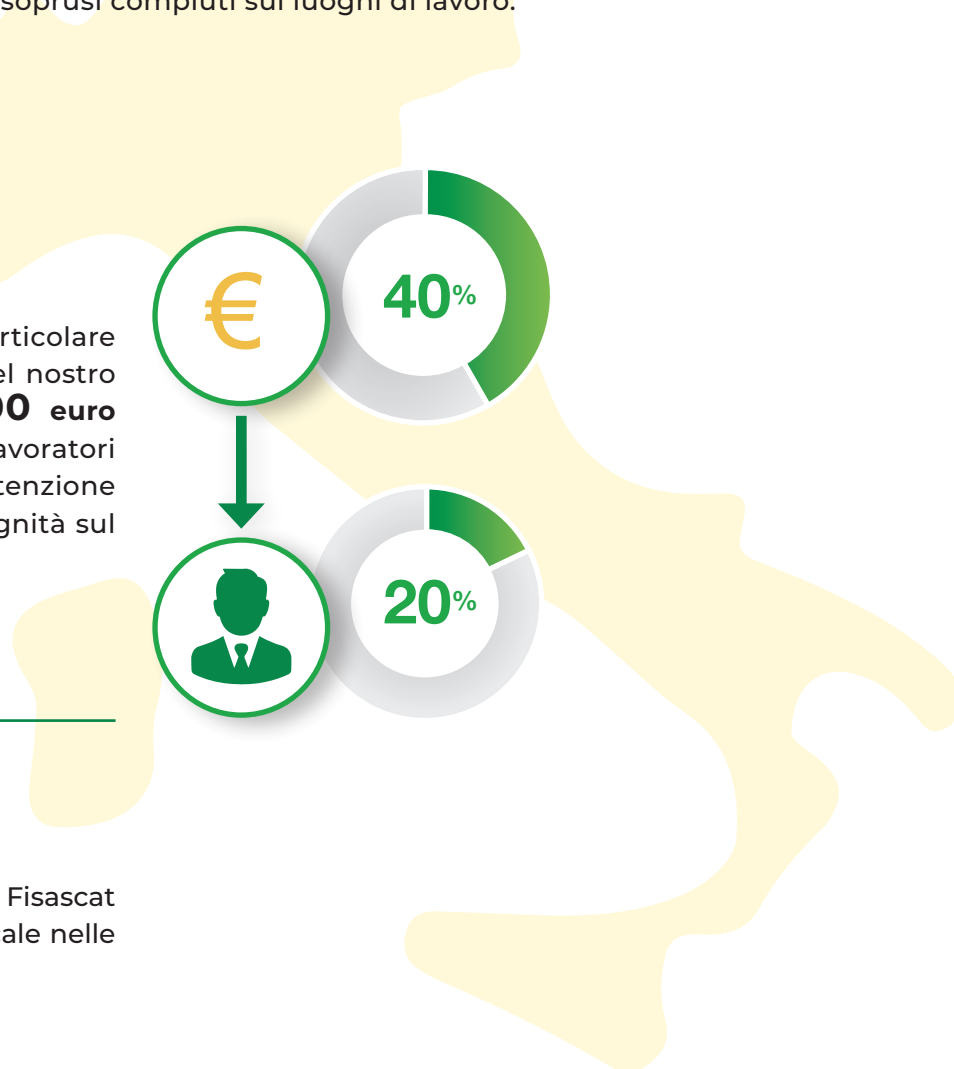 soprusi compiuti sui luoghi di lavoro.
40%
rticolare
el nostro
00 euro
avoratori
tenzione
gnità sul
€
20%
Fisascat
ale nelle